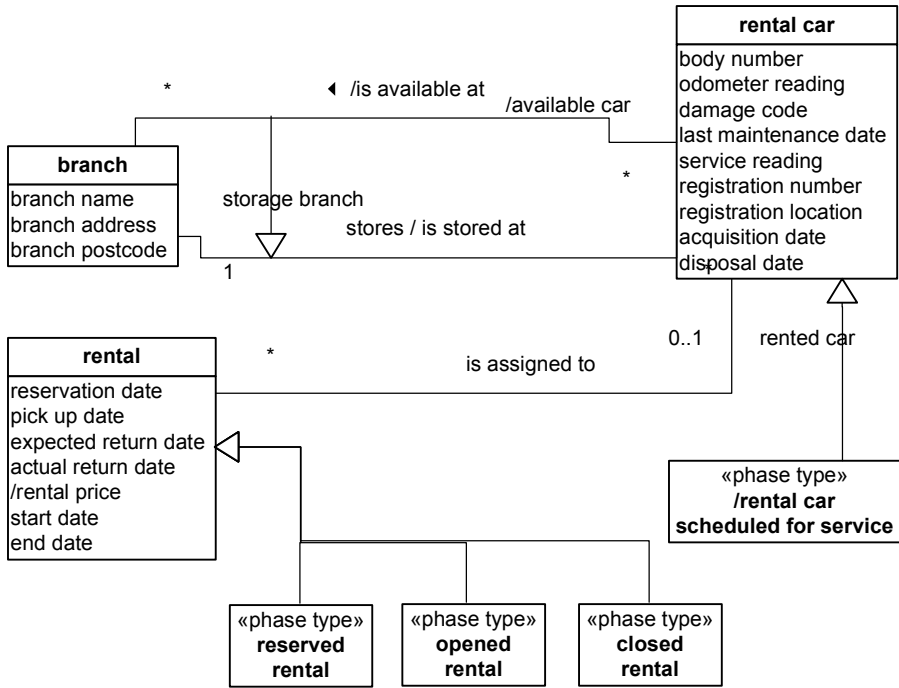 rental car
body number
odometer reading
damage code
last maintenance date
service reading
registration number
registration location
acquisition date
disposal date
*
/is available at
/available car
*
branch
branch name
branch address
branch postcode
storage branch
stores / is stored at
1
*
0..1
rented car
rental
*
is assigned to
reservation date
pick up date
expected return date
actual return date
/rental price
start date
end date
«phase type»
/rental car
scheduled for service
«phase type»
reserved
rental
«phase type»
opened
rental
«phase type»
closed
rental